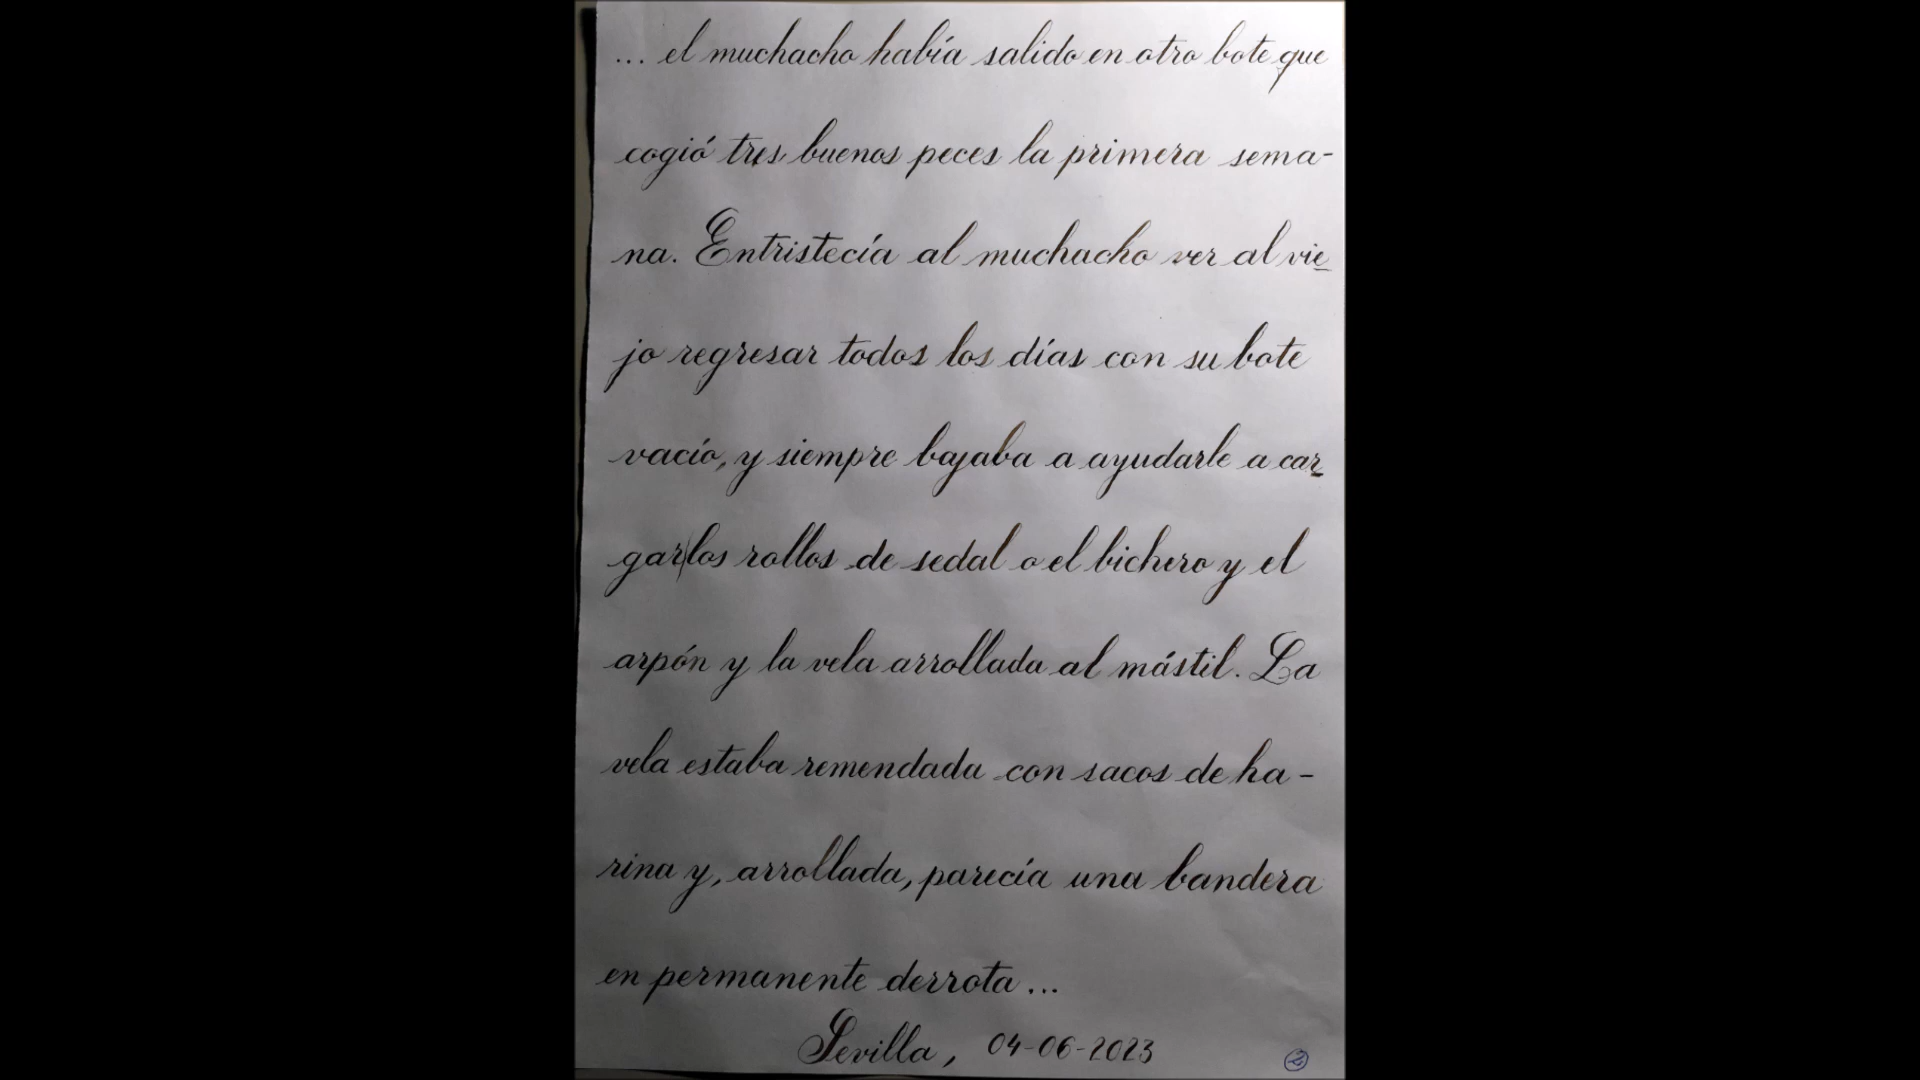 ... el muchacho había salido en otro bote que
cogió tres buenos peces la primera sema-
na. Entristecía al muchacho ver al vie-
jo regresar todos los días con su bote
vacío, y siempre bajaba a ayudarle a car-
gar los rollos de sedal o el bichero y el
arpón y la vela arrollada al mástil. La
vela estaba remendada con sacos de ha-
rina y, arrollada, parecía una bandera
en permanente derrota...
Sevilla, 04-06-2023
2